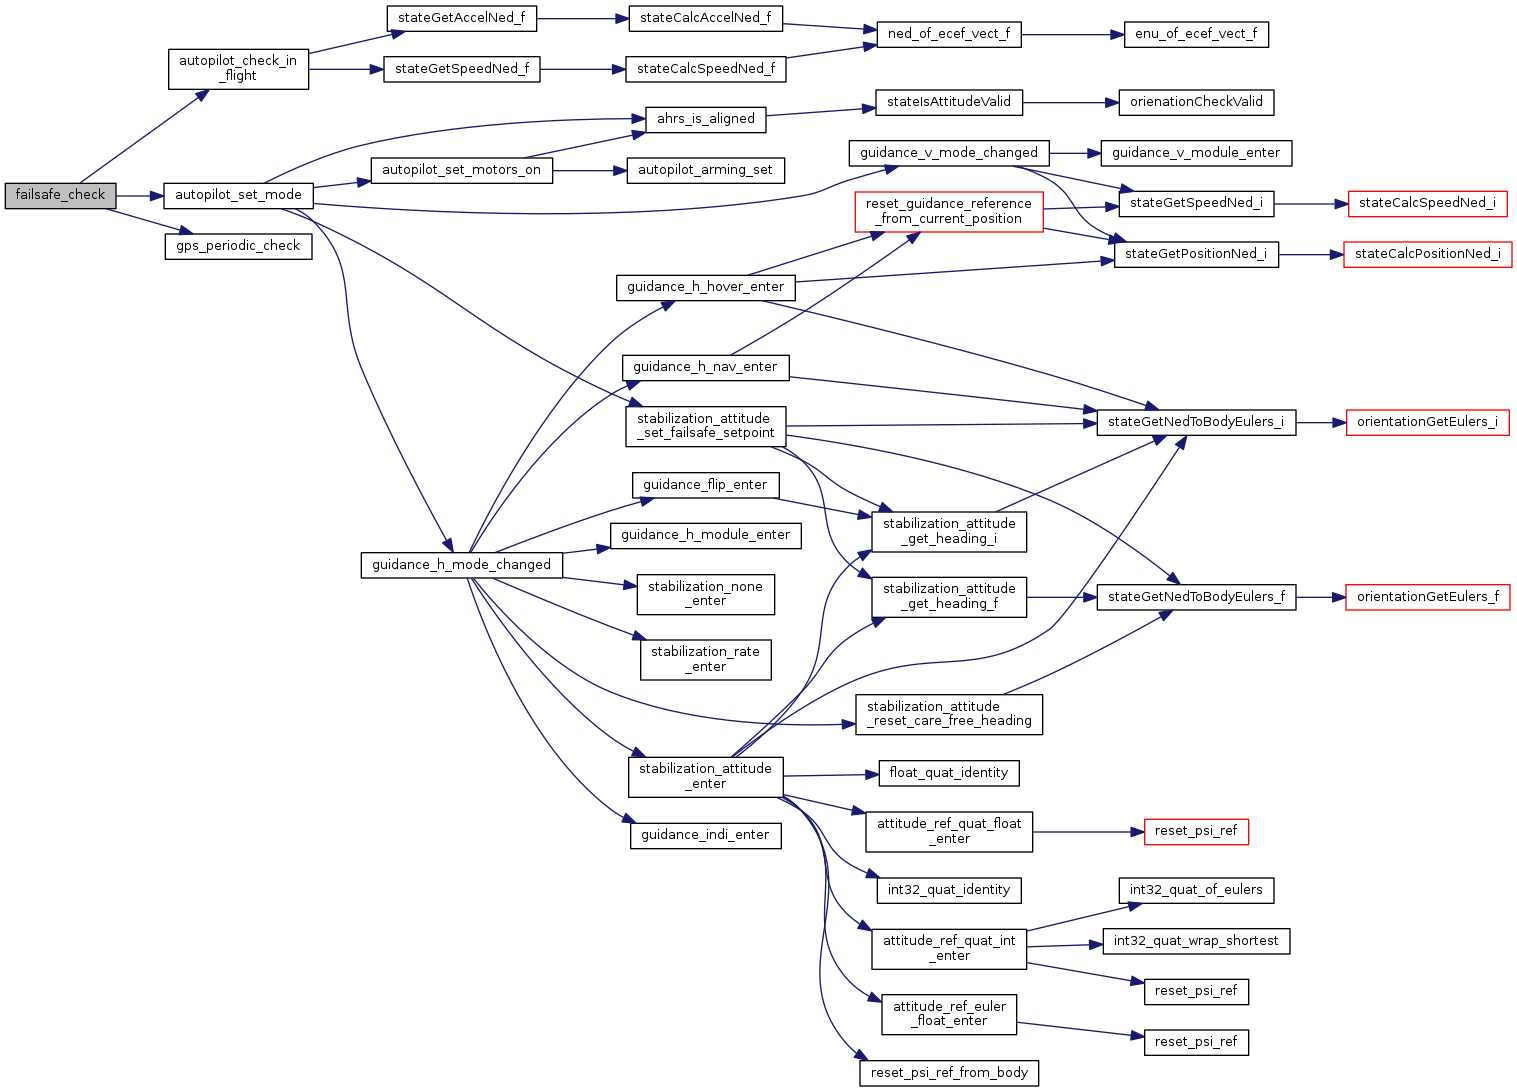 failsafe_check
autopilot_check_in
_flight
autopilot_set_mode
gps_periodic_check
stateGetAccelNed_f
stateGetSpeedNed_f
autopilot_set_motors_on
guidance_h_mode_changed
stateCalcAccelNed_f
stateCalcSpeedNed_f
ahrs_is_aligned
autopilot_arming_set
guidance_h_hover_enter
guidance_h_nav_enter
stabilization_attitude
_set_failsafe_setpoint
guidance_flip_enter
guidance_h_module_enter
stabilization_none
_enter
stabilization_rate
_enter
stabilization_attitude
_enter
guidance_indi_enter
ned_of_ecef_vect_f
stateIsAttitudeValid
guidance_v_mode_changed
reset_guidance_reference
_from_current_position
stabilization_attitude
_get_heading_i
stabilization_attitude
_get_heading_f
stabilization_attitude
_reset_care_free_heading
float_quat_identity
attitude_ref_quat_float
_enter
int32_quat_identity
attitude_ref_quat_int
_enter
attitude_ref_euler
_float_enter
reset_psi_ref_from_body
enu_of_ecef_vect_f
orienationCheckValid
guidance_v_module_enter
stateGetSpeedNed_i
stateGetPositionNed_i
stateGetNedToBodyEulers_i
stateGetNedToBodyEulers_f
reset_psi_ref
int32_quat_of_eulers
int32_quat_wrap_shortest
reset_psi_ref
reset_psi_ref
stateCalcSpeedNed_i
stateCalcPositionNed_i
orientationGetEulers_i
orientationGetEulers_f